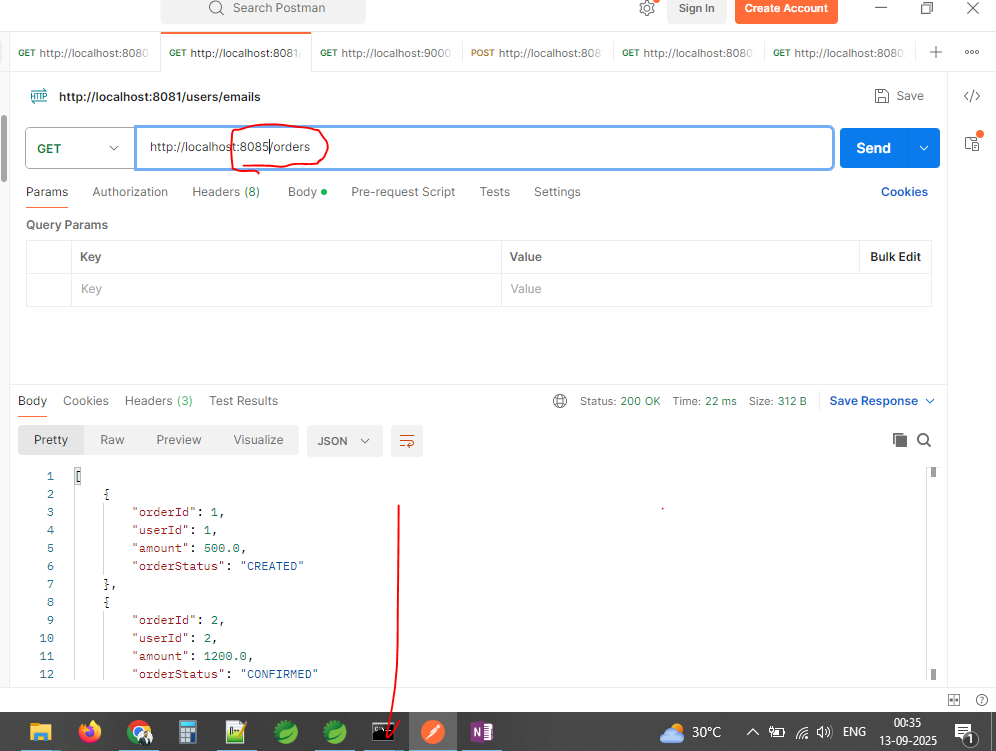 Search Postman
Sign In
Create Account
GET http://localhost:8080
GET http://localhost:8081/
GET http://localhost:9000
POST http://localhost:808
GET http://localhost:8080
GET http://localhost:8080
HTTP http://localhost:8081/users/emails
Save
GET
http://localhost:8085/orders
Send
Params Authorization Headers (8) Body Pre-request Script Tests Settings Cookies
Query Params
Key Value Bulk Edit
Key Value
Body Cookies Headers (3) Test Results
Status: 200 OK Time: 22 ms Size: 312 B Save Response
Pretty Raw Preview Visualize JSON
1 [
2 {
3 "orderId": 1,
4 "userId": 1,
5 "amount": 500.0,
6 "orderStatus": "CREATED"
7 },
8 {
9 "orderId": 2,
10 "userId": 2,
11 "amount": 1200.0,
12 "orderStatus": "CONFIRMED"
30°C
ENG
00:35
13-09-2025
1